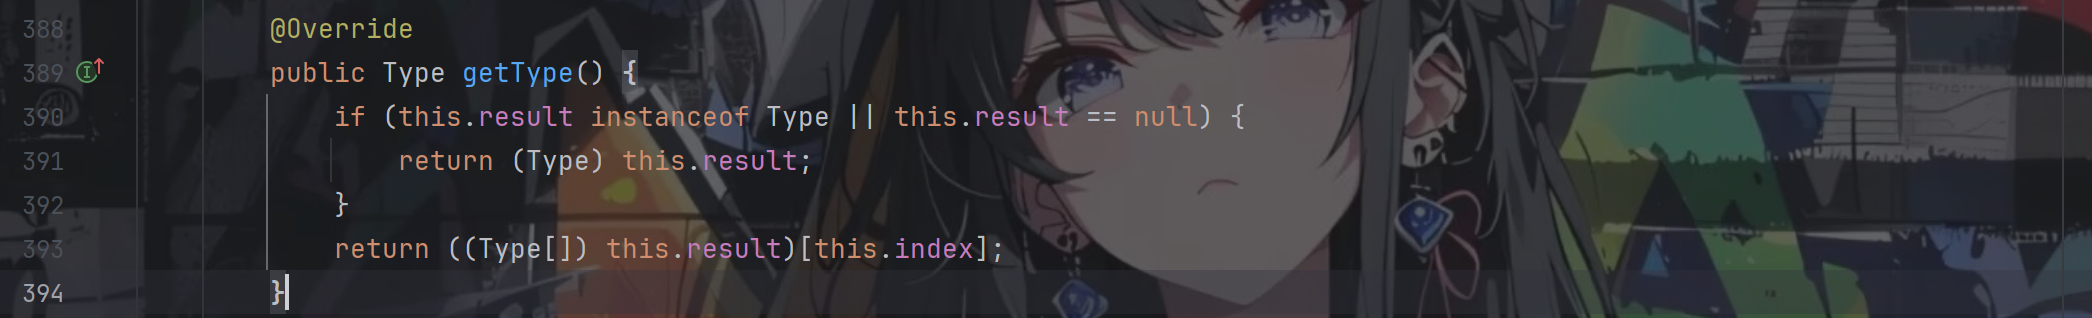 388 @Override
389 public Type getType() {
390 if (this.result instanceof Type || this.result == null) {
391 return (Type) this.result;
392 }
393 return ((Type[]) this.result)[this.index];
394 }